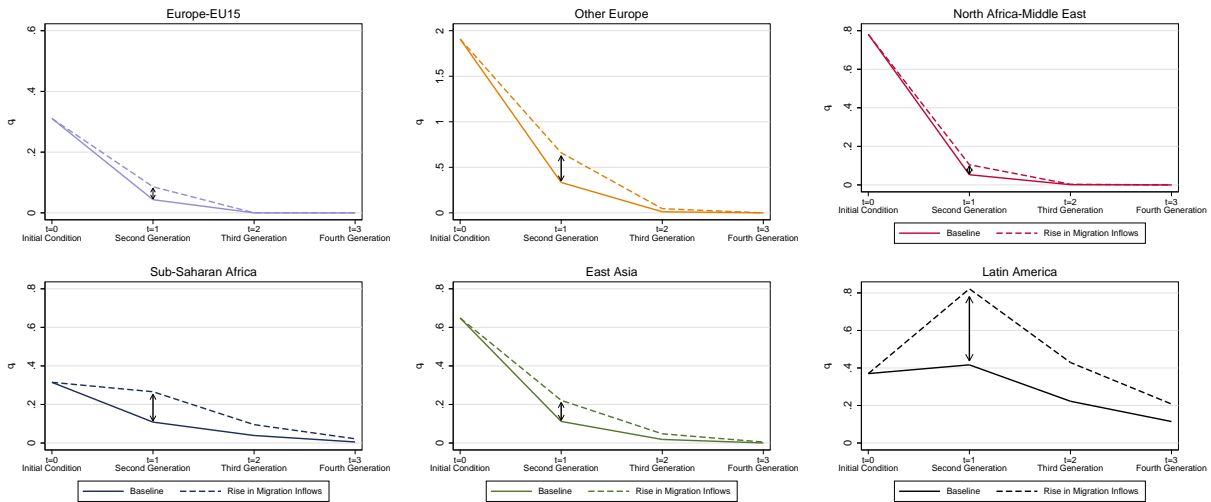 Europe-EU15
q
0
.2
.4
.6
t=0
Initial Condition
t=1
Second Generation
t=2
Third Generation
t=3
Fourth Generation
Other Europe
0
.5
1
1.5
2
t=0
Initial Condition
t=1
Second Generation
t=2
Third Generation
t=3
Fourth Generation
North Africa-Middle East
q
0
.2
.4
.6
.8
t=0
Initial Condition
t=1
Second Generation
t=2
Third Generation
t=3
Fourth Generation
Baseline
Rise in Migration Inflows
Sub-Saharan Africa
q
0
.2
.4
.6
.8
t=0
Initial Condition
t=1
Second Generation
t=2
Third Generation
t=3
Fourth Generation
Baseline
Rise in Migration Inflows
East Asia
q
0
.2
.4
.6
.8
t=0
Initial Condition
t=1
Second Generation
t=2
Third Generation
t=3
Fourth Generation
Baseline
Rise in Migration Inflows
Latin America
q
0
.2
.4
.6
.8
t=0
Initial Condition
t=1
Second Generation
t=2
Third Generation
t=3
Fourth Generation
Baseline
Rise in Migration Inflows